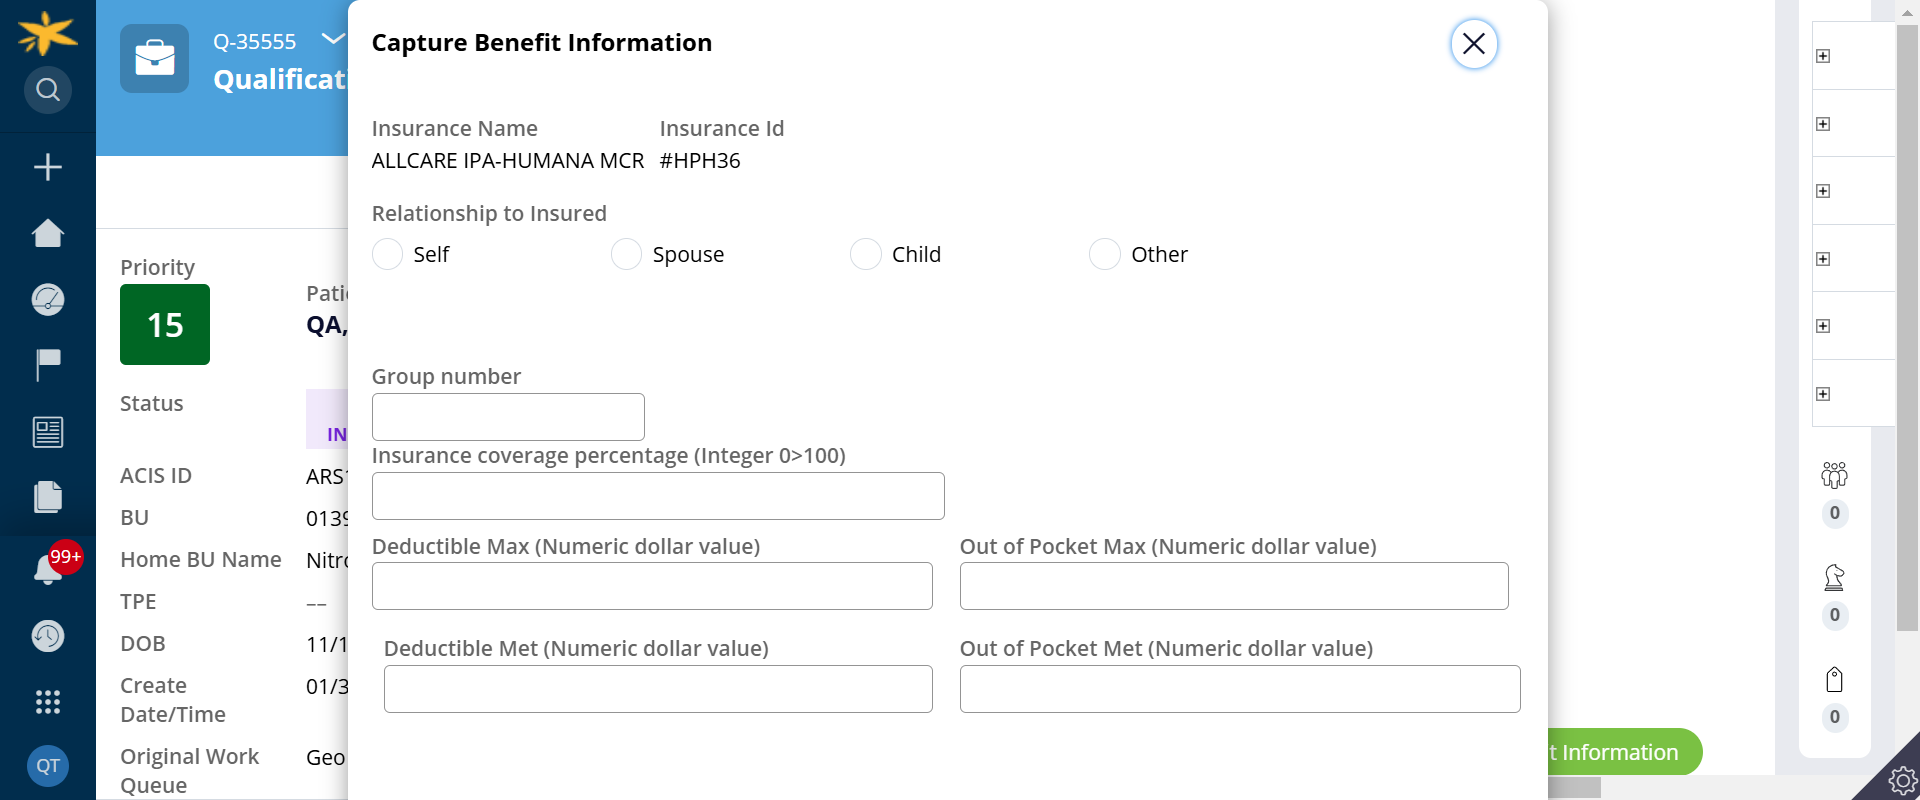 Capture Benefit Information
Q-35555
Insurance Name
Insurance Id
ALLCARE IPA-HUMANA MCR
#HPH36
Relationship to Insured
Self
Spouse
Child
Other
Priority
15
Status
IN
ACIS ID
ARS
BU
0139
Home BU Name
Nitro
TPE
––
DOB
11/1
Create
Date/Time
01/3
Original Work
Queue
Geo
QA,
Group number
Insurance coverage percentage (Integer 0>100)
Deductible Max (Numeric dollar value)
Out of Pocket Max (Numeric dollar value)
Deductible Met (Numeric dollar value)
Out of Pocket Met (Numeric dollar value)
t Information
99+
QT
0
0
0